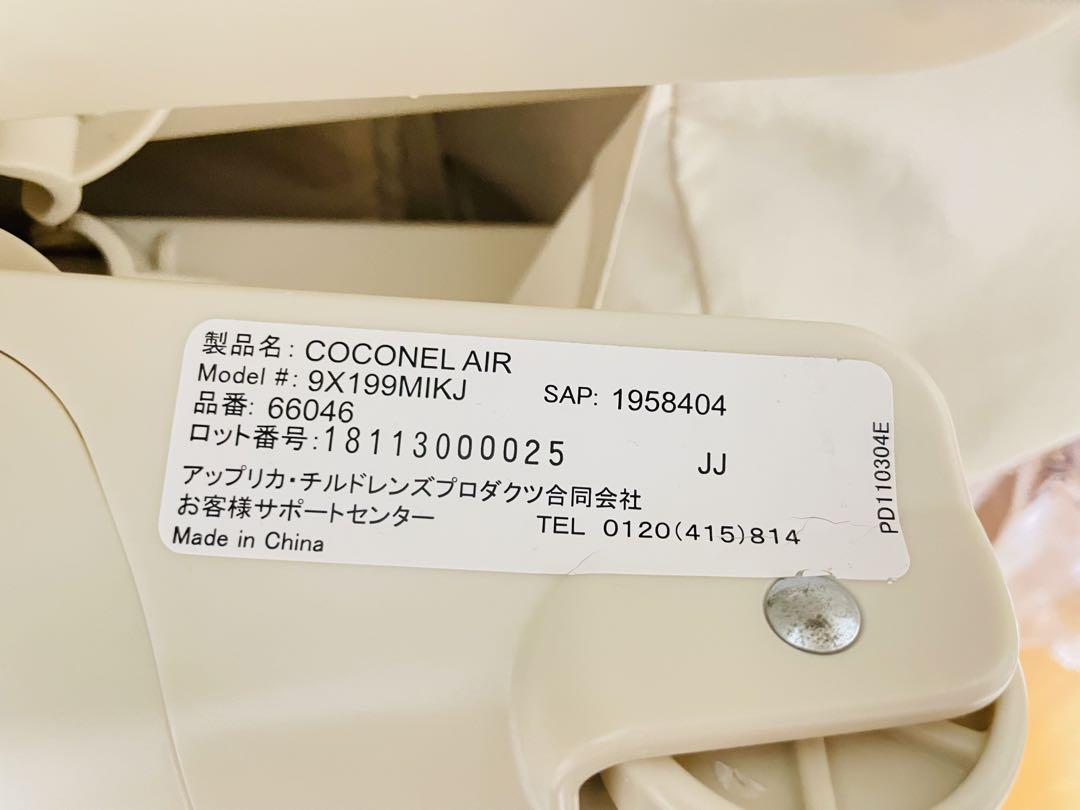 製品名: COCONEL AIR
Model #: 9X199MIKJ SAP: 1958404
品番: 66046
ロット番号:18113000025 JJ
アップリカ・チルドレンズプロダクツ合同会社
お客様サポートセンター TEL 0120(415)814
Made in China
PD110304E